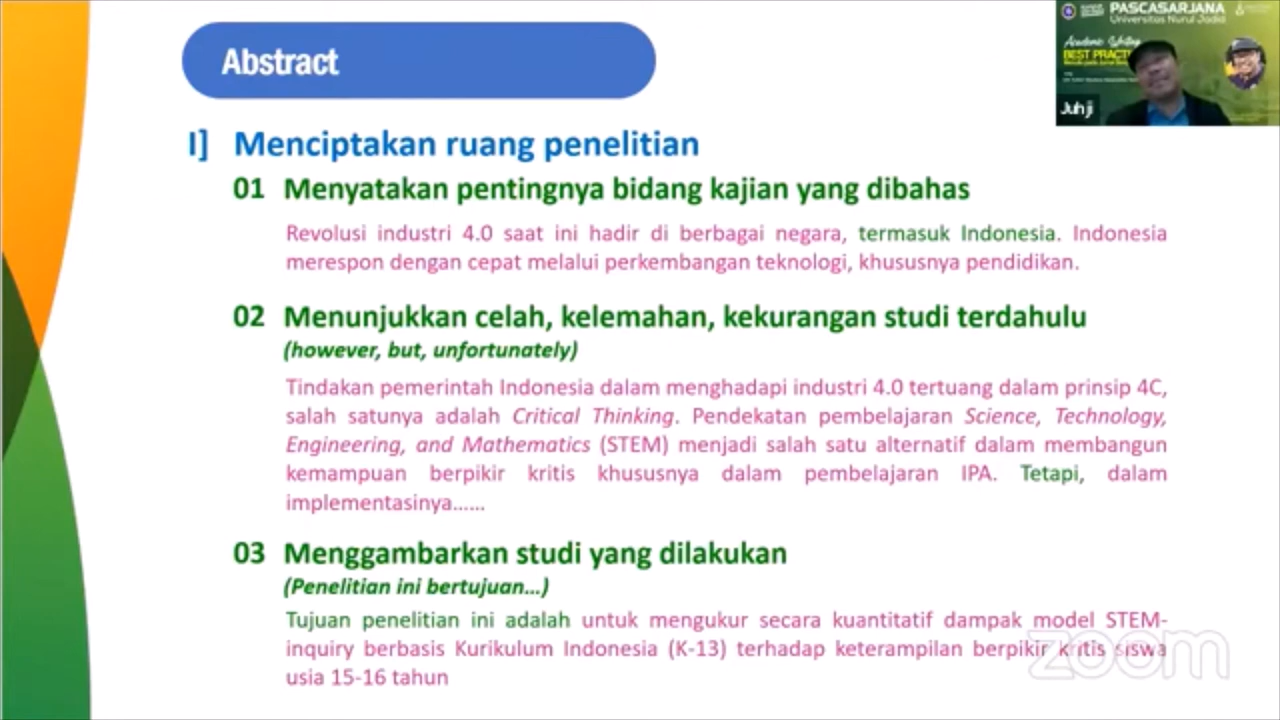 Abstract
PASCASARJANA
Universitas Nurul Jadid
Academic Writing
BEST PRACTI
Juhji
I] Menciptakan ruang penelitian
01 Menyatakan pentingnya bidang kajian yang dibahas
Revolusi industri 4.0 saat ini hadir di berbagai negara, termasuk Indonesia. Indonesia
merespon dengan cepat melalui perkembangan teknologi, khususnya pendidikan.
02 Menunjukkan celah, kelemahan, kekurangan studi terdahulu
(however, but, unfortunately)
Tindakan pemerintah Indonesia dalam menghadapi industri 4.0 tertuang dalam prinsip 4C,
salah satunya adalah Critical Thinking. Pendekatan pembelajaran Science, Technology,
Engineering, and Mathematics (STEM) menjadi salah satu alternatif dalam membangun
kemampuan berpikir kritis khususnya dalam pembelajaran IPA. Tetapi, dalam
implementasinya......
03 Menggambarkan studi yang dilakukan
(Penelitian ini bertujuan...)
Tujuan penelitian ini adalah untuk mengukur secara kuantitatif dampak model STEM-
inquiry berbasis Kurikulum Indonesia (K-13) terhadap keterampilan berpikir kritis siswa
usia 15-16 tahun
zoom